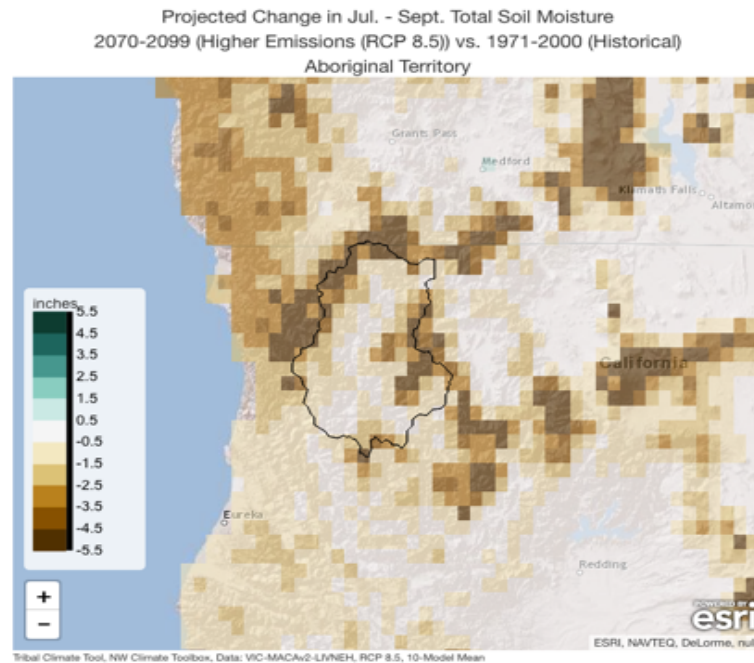 Projected Change in Jul. - Sept. Total Soil Moisture
2070-2099 (Higher Emissions (RCP 8.5)) vs. 1971-2000 (Historical)
Aboriginal Territory
Grants Pass
Medford
Klamath Falls
Altamo
inches
5.5
4.5
3.5
2.5
1.5
0.5
-0.5
-1.5
-2.5
-3.5
-4.5
-5.5
California
Eureka
Redding
+
−
POWERED BY
esri
ESRI, NAVTEQ, DeLorme, nul
Tribal Climate Tool, NW Climate Toolbox, Data: VIC-MACAv2-LIVNEH, RCP 8.5, 10-Model Mean